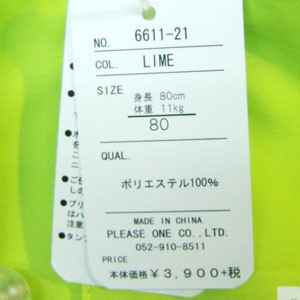 NO. 6611-21
COL. LIME
SIZE
身長 80cm
体重 11kg
80
QUAL.
ポリエステル100%
MADE IN CHINA
PLEASE ONE CO.,LTD.
052-910-8511
PRICE
本体価格¥3,900+税